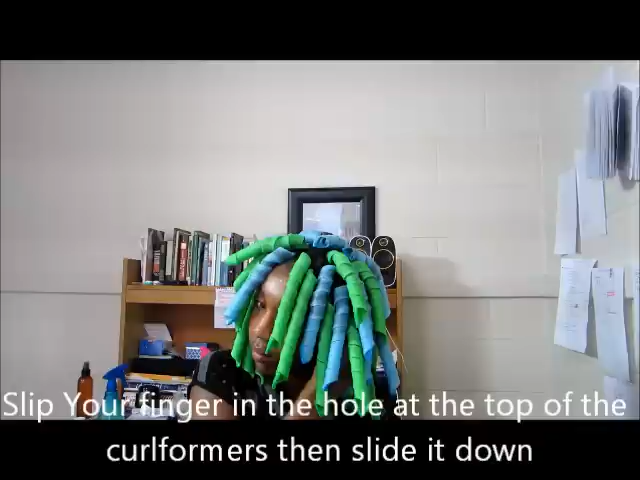 Slip Your finger in the hole at the top of the
curlformers then slide it down